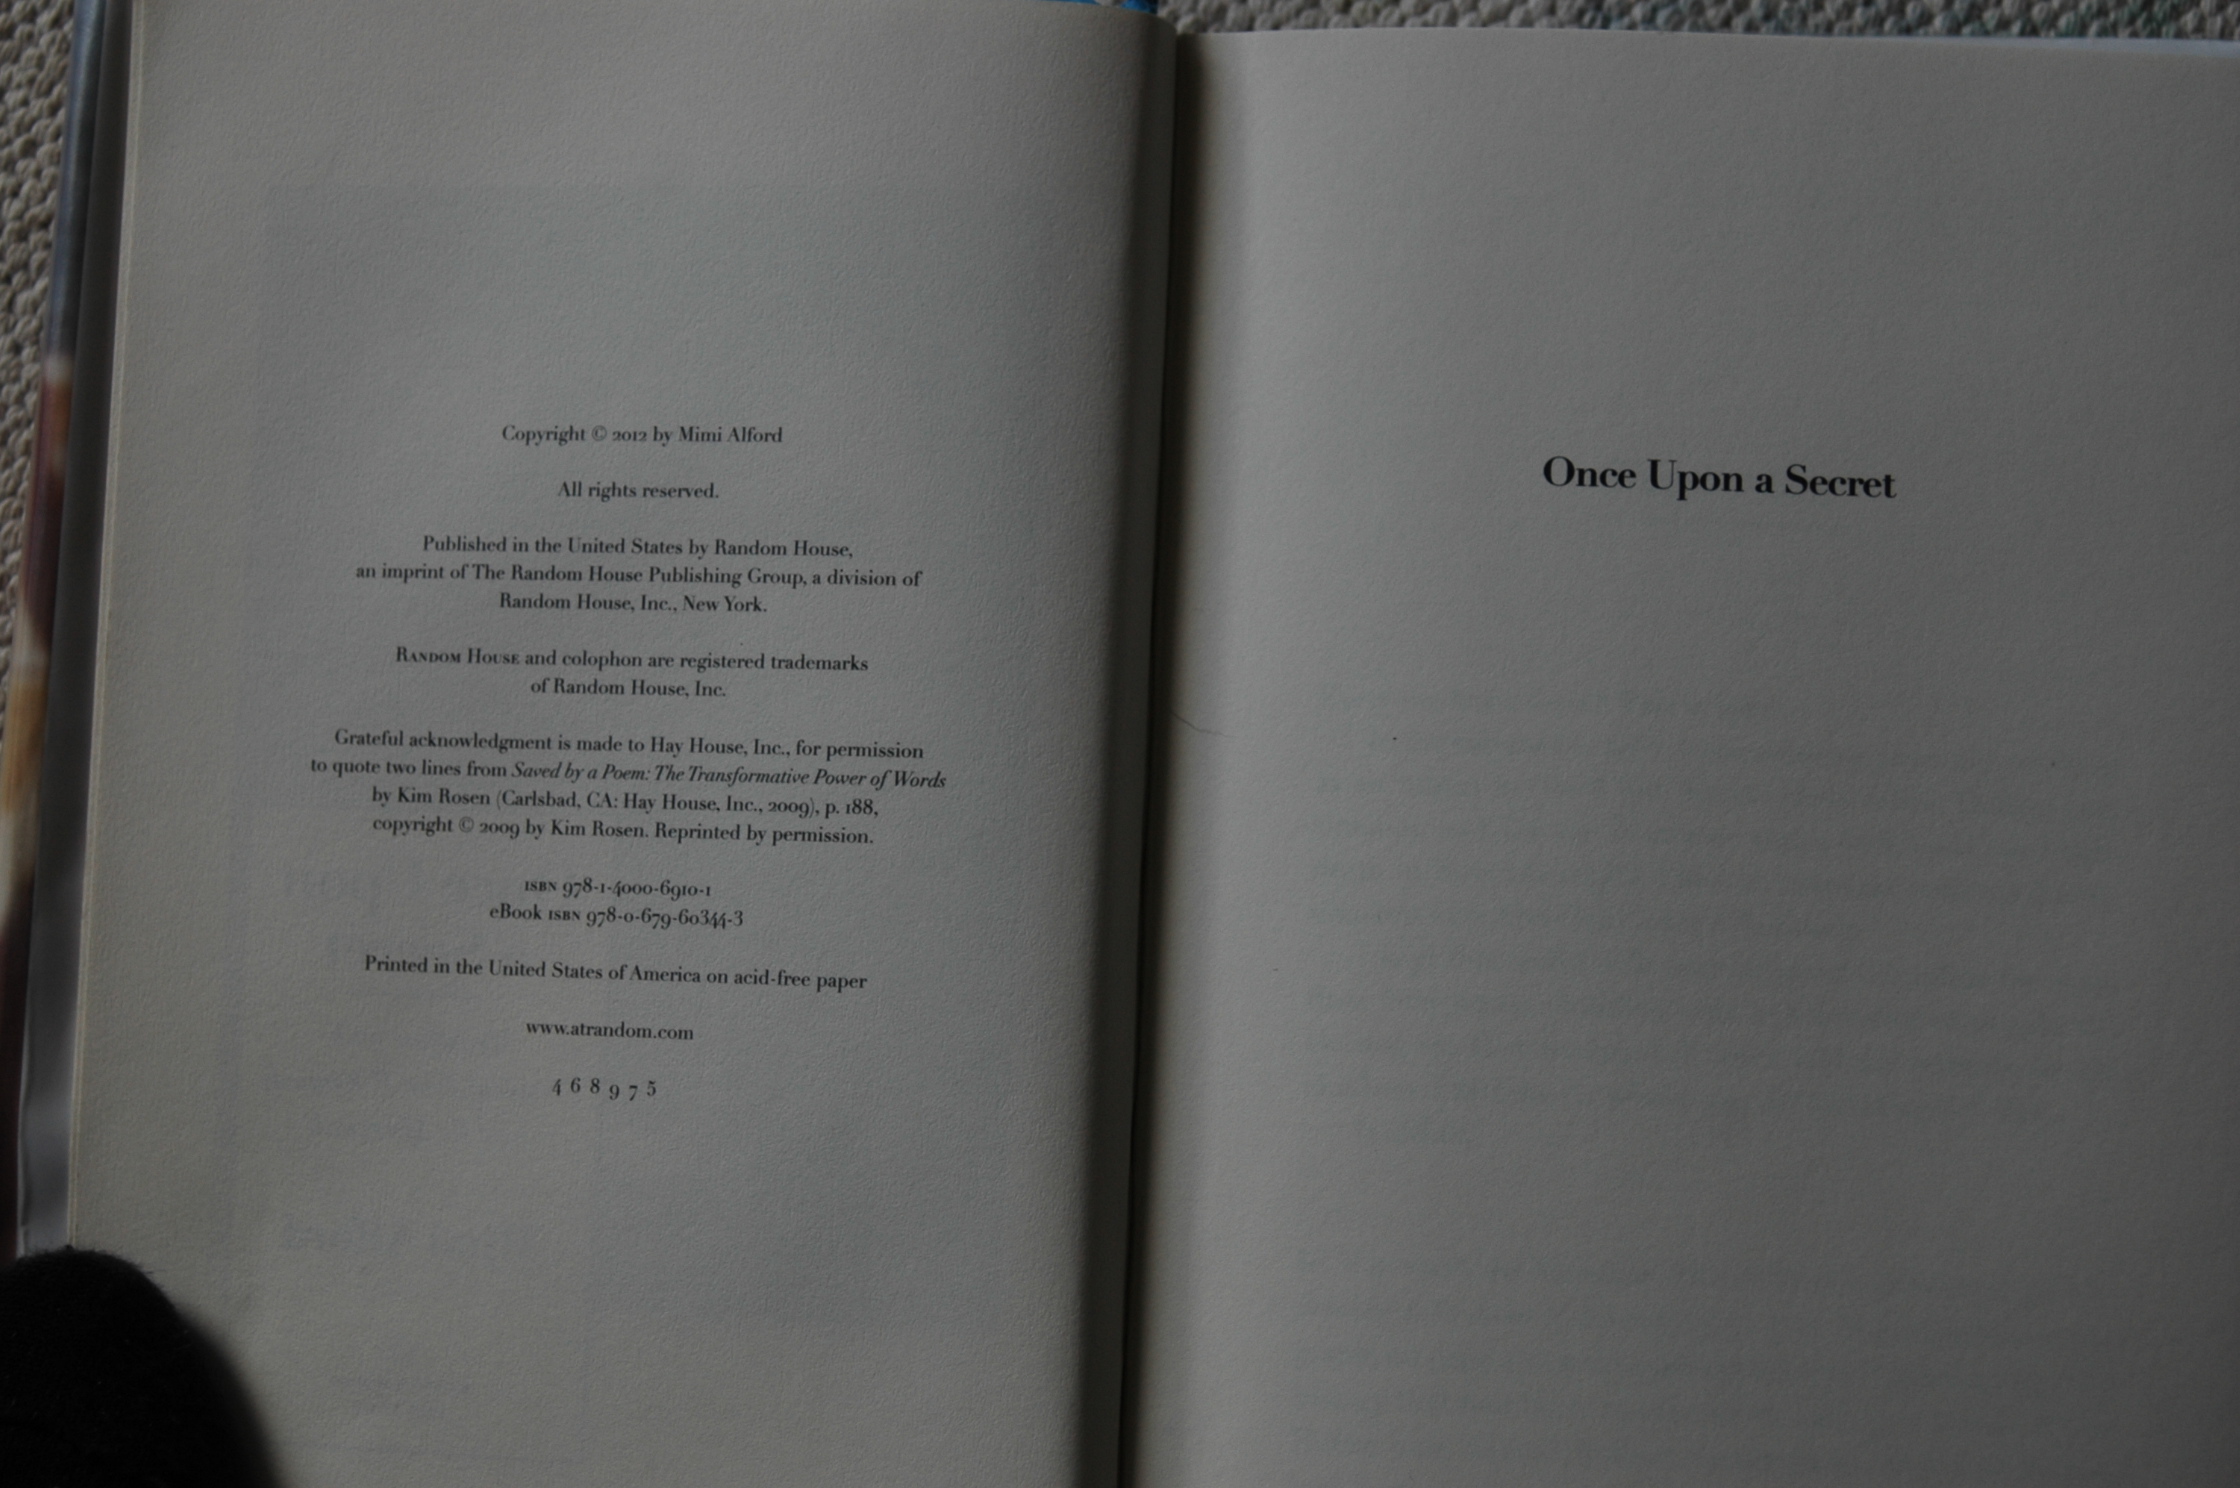 Copyright © 2012 by Mimi Alford
All rights reserved.
Published in the United States by Random House,
an imprint of The Random House Publishing Group, a division of
Random House, Inc., New York.
RANDOM HOUSE and colophon are registered trademarks
of Random House, Inc.
Grateful acknowledgment is made to Hay House, Inc., for permission
to quote two lines from Saved by a Poem: The Transformative Power of Words
by Kim Rosen (Carlsbad, CA: Hay House, Inc., 2009), p. 188,
copyright © 2009 by Kim Rosen. Reprinted by permission.
ISBN 978-1-4000-6910-1
eBook ISBN 978-0-679-60344-3
Printed in the United States of America on acid-free paper
www.atrandom.com
4 6 8 9 7 5
Once Upon a Secret